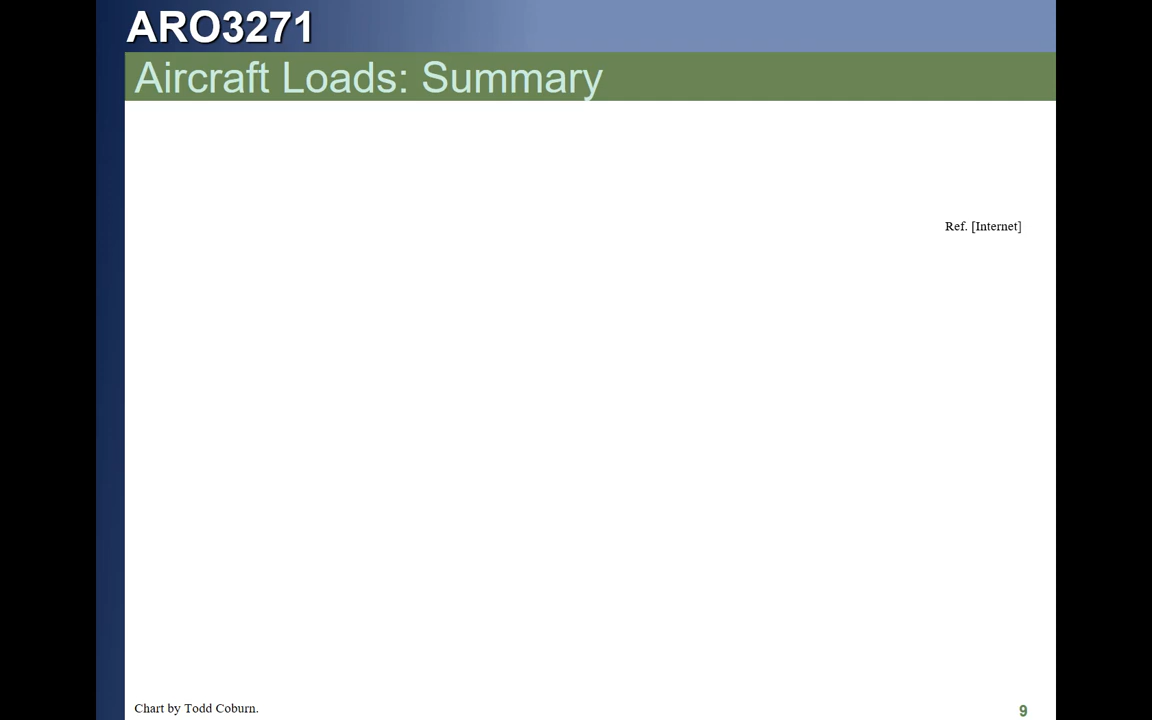 ARO3271
Aircraft Loads: Summary
Ref. [Internet]
Chart by Todd Coburn.
9